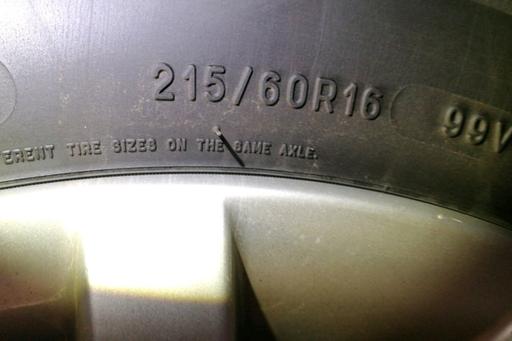 215/60R16 99V
ERENT TIRE SIZES ON THE SAME AXLE.